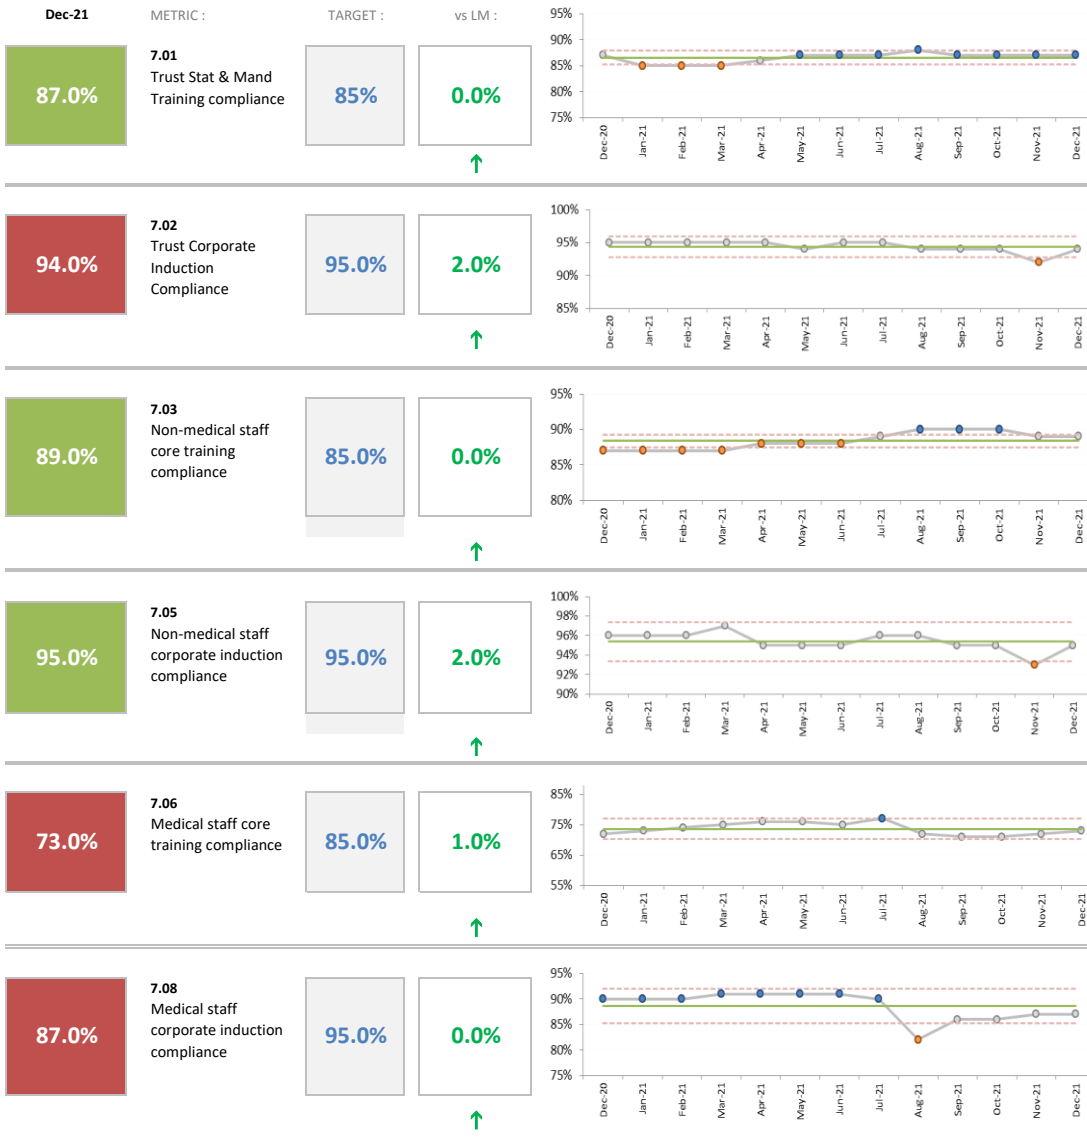 Dec-21 METRIC : TARGET : vs LM :
87.0%
7.01
Trust Stat & Mand
Training compliance
85%
0.0%
↑
95%
90%
85%
80%
75%
Dec-20 Jan-21 Feb-21 Mar-21 Apr-21 May-21 Jun-21 Jul-21 Aug-21 Sep-21 Oct-21 Nov-21 Dec-21
94.0%
7.02
Trust Corporate
Induction
Compliance
95.0%
2.0%
↑
100%
95%
90%
85%
Dec-20 Jan-21 Feb-21 Mar-21 Apr-21 May-21 Jun-21 Jul-21 Aug-21 Sep-21 Oct-21 Nov-21 Dec-21
89.0%
7.03
Non-medical staff
core training
compliance
85.0%
0.0%
↑
95%
90%
85%
80%
Dec-20 Jan-21 Feb-21 Mar-21 Apr-21 May-21 Jun-21 Jul-21 Aug-21 Sep-21 Oct-21 Nov-21 Dec-21
95.0%
7.05
Non-medical staff
corporate induction
compliance
95.0%
2.0%
↑
100%
98%
96%
94%
92%
90%
Dec-20 Jan-21 Feb-21 Mar-21 Apr-21 May-21 Jun-21 Jul-21 Aug-21 Sep-21 Oct-21 Nov-21 Dec-21
73.0%
7.06
Medical staff core
training compliance
85.0%
1.0%
↑
85%
75%
65%
55%
Dec-20 Jan-21 Feb-21 Mar-21 Apr-21 May-21 Jun-21 Jul-21 Aug-21 Sep-21 Oct-21 Nov-21 Dec-21
87.0%
7.08
Medical staff
corporate induction
compliance
95.0%
0.0%
↑
95%
90%
85%
80%
75%
Dec-20 Jan-21 Feb-21 Mar-21 Apr-21 May-21 Jun-21 Jul-21 Aug-21 Sep-21 Oct-21 Nov-21 Dec-21